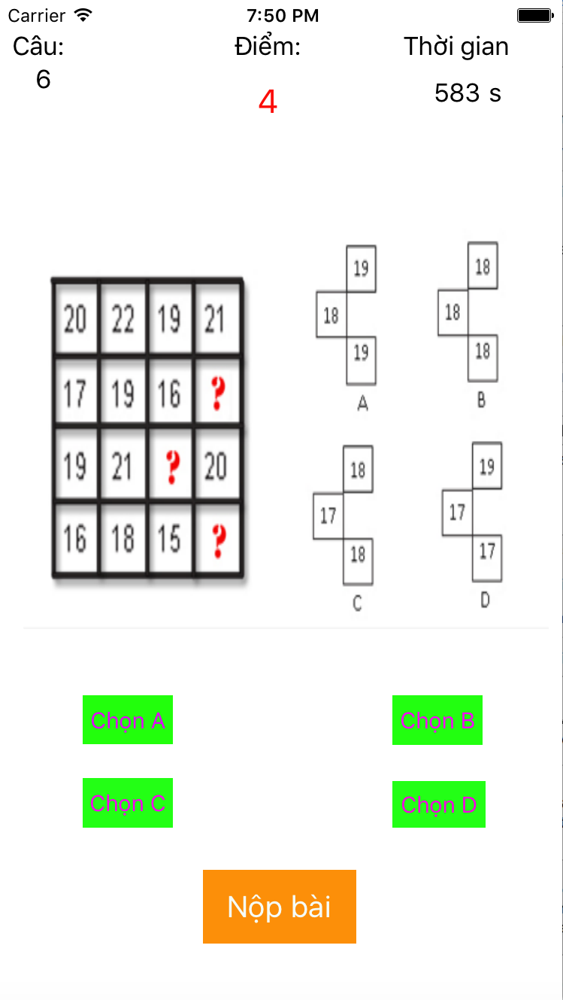 Carrier 7:50 PM
Câu: Điểm: Thời gian
6 4 583 s
20 22 19 21
17 19 16 ?
19 21 ? 20
16 18 15 ?
19
18
19
A
18
18
18
B
18
17
18
C
19
17
17
D
Chọn A Chọn B
Chọn C Chọn D
Nộp bài